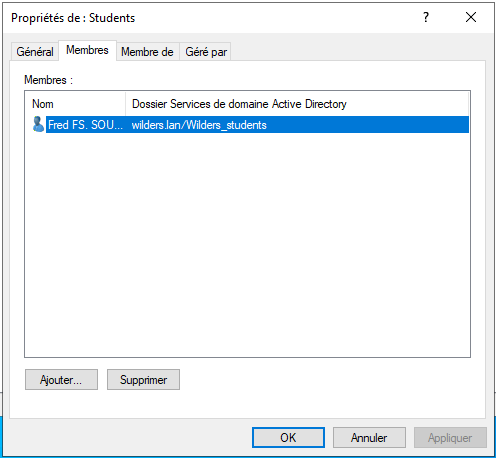 Propriétés de : Students
?
Général Membres Membre de Géré par
Membres :
Nom Dossier Services de domaine Active Directory
Fred FS. SOU... wilders.lan/Wilders_students
Ajouter... Supprimer
OK Annuler Appliquer